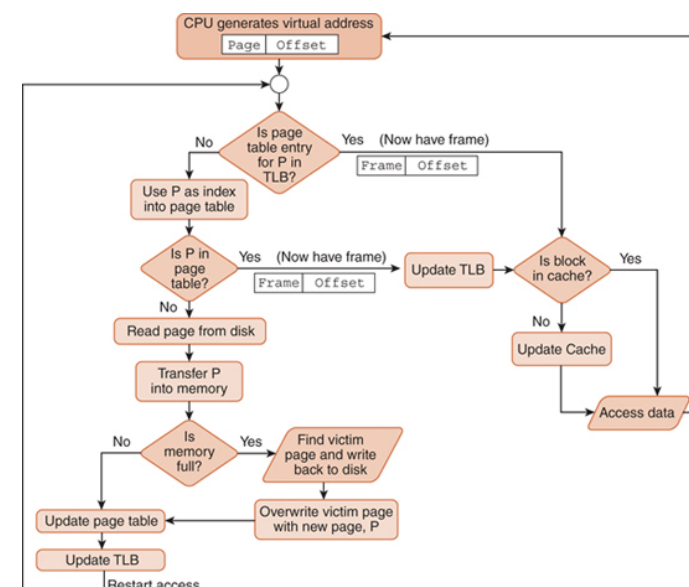 CPU generates virtual address
Page Offset
Is page
table entry
for P in
TLB?
No
Yes (Now have frame)
Frame Offset
Use P as index
into page table
Is P in
page
table?
Yes (Now have frame)
Frame Offset
No
Update TLB
Is block
in cache?
Yes
No
Update Cache
Access data
Read page from disk
Transfer P
into memory
Is
memory
full?
No
Yes
Find victim
page and write
back to disk
Overwrite victim page
with new page, P
Update page table
Update TLB
Restart access